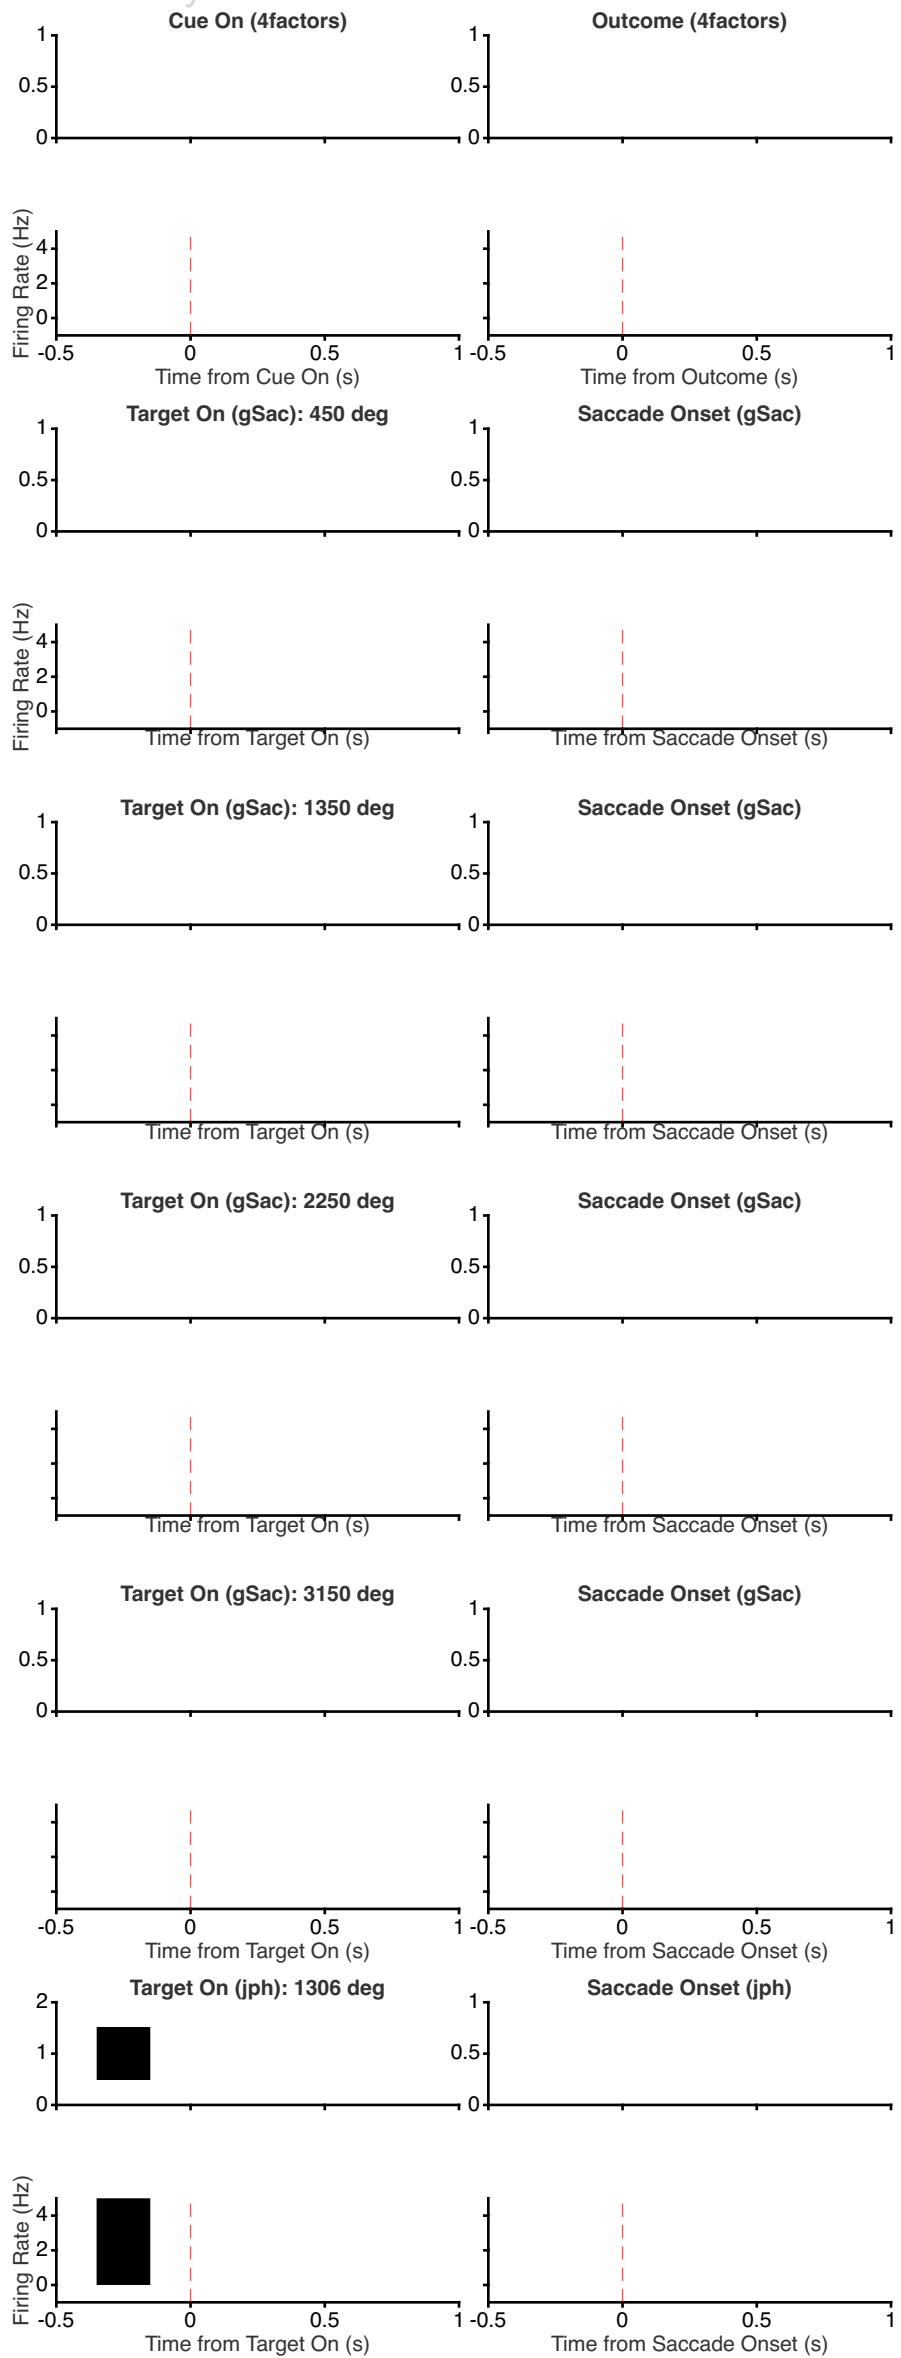 Cue On (4factors)
Outcome (4factors)
1
0.5
0
1
0.5
0
Firing Rate (Hz)
4
2
0
-0.5 0 0.5 1
-0.5 0 0.5 1
Time from Cue On (s)
Time from Outcome (s)
Target On (gSac): 450 deg
Saccade Onset (gSac)
1
0.5
0
1
0.5
0
Firing Rate (Hz)
4
2
0
Time from Target On (s)
Time from Saccade Onset (s)
Target On (gSac): 1350 deg
Saccade Onset (gSac)
1
0.5
0
1
0.5
0
Time from Target On (s)
Time from Saccade Onset (s)
Target On (gSac): 2250 deg
Saccade Onset (gSac)
1
0.5
0
1
0.5
0
Time from Target On (s)
Time from Saccade Onset (s)
Target On (gSac): 3150 deg
Saccade Onset (gSac)
1
0.5
0
1
0.5
0
-0.5 0 0.5 1
-0.5 0 0.5 1
Time from Target On (s)
Time from Saccade Onset (s)
Target On (jph): 1306 deg
Saccade Onset (jph)
2
1
0
1
0.5
0
Firing Rate (Hz)
4
2
0
-0.5 0 0.5 1
-0.5 0 0.5 1
Time from Target On (s)
Time from Saccade Onset (s)